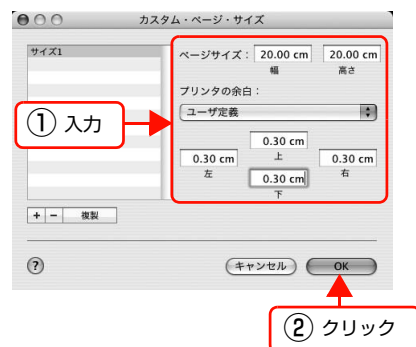 カスタム・ページ・サイズ
サイズ1
ページサイズ： 20.00 cm 20.00 cm
幅 高さ
プリンタの余白：
ユーザ定義
① 入力
0.30 cm
上
0.30 cm 0.30 cm
左 右
0.30 cm
下
+ − 複製
? キャンセル OK
② クリック